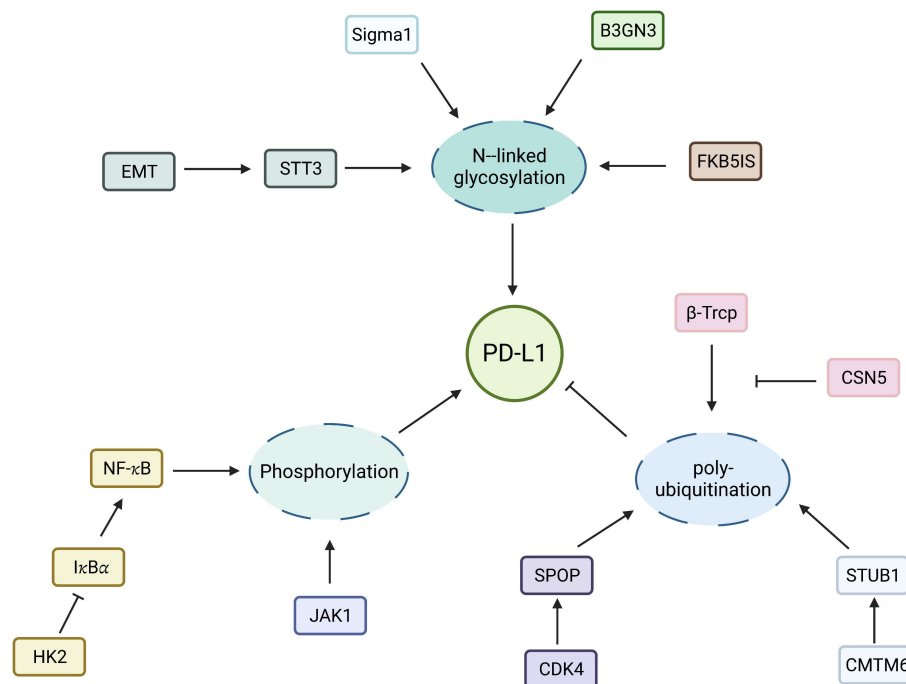 Sigma1
B3GN3
N--linked
glycosylation
EMT
STT3
FKB5IS
β-Trcp
PD-L1
CSN5
NF-κB
Phosphorylation
poly-
ubiquitination
IκBα
SPOP
STUB1
JAK1
HK2
CDK4
CMTM6